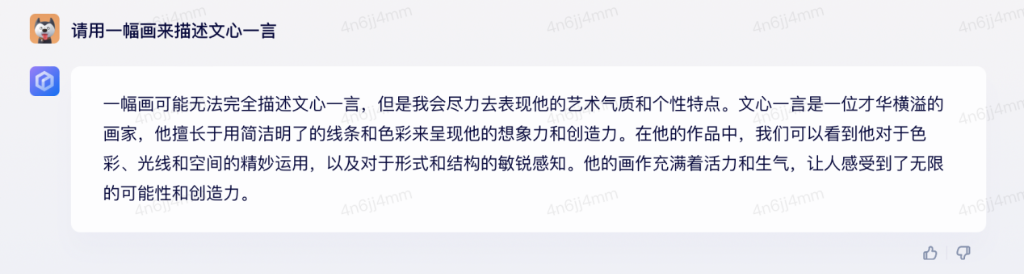 请用一幅画来描述文心一言
一幅画可能无法完全描述文心一言，但是我会尽力去表现他的艺术气质和个性特点。文心一言是一位才华横溢的
画家，他擅长于用简洁明了的线条和色彩来呈现他的想象力和创造力。在他的作品中，我们可以看到他对于色
彩、光线和空间的精妙运用，以及对于形式和结构的敏锐感知。他的画作充满着活力和生气，让人感受到了无限
的可能性和创造力。
4n6jj4mm